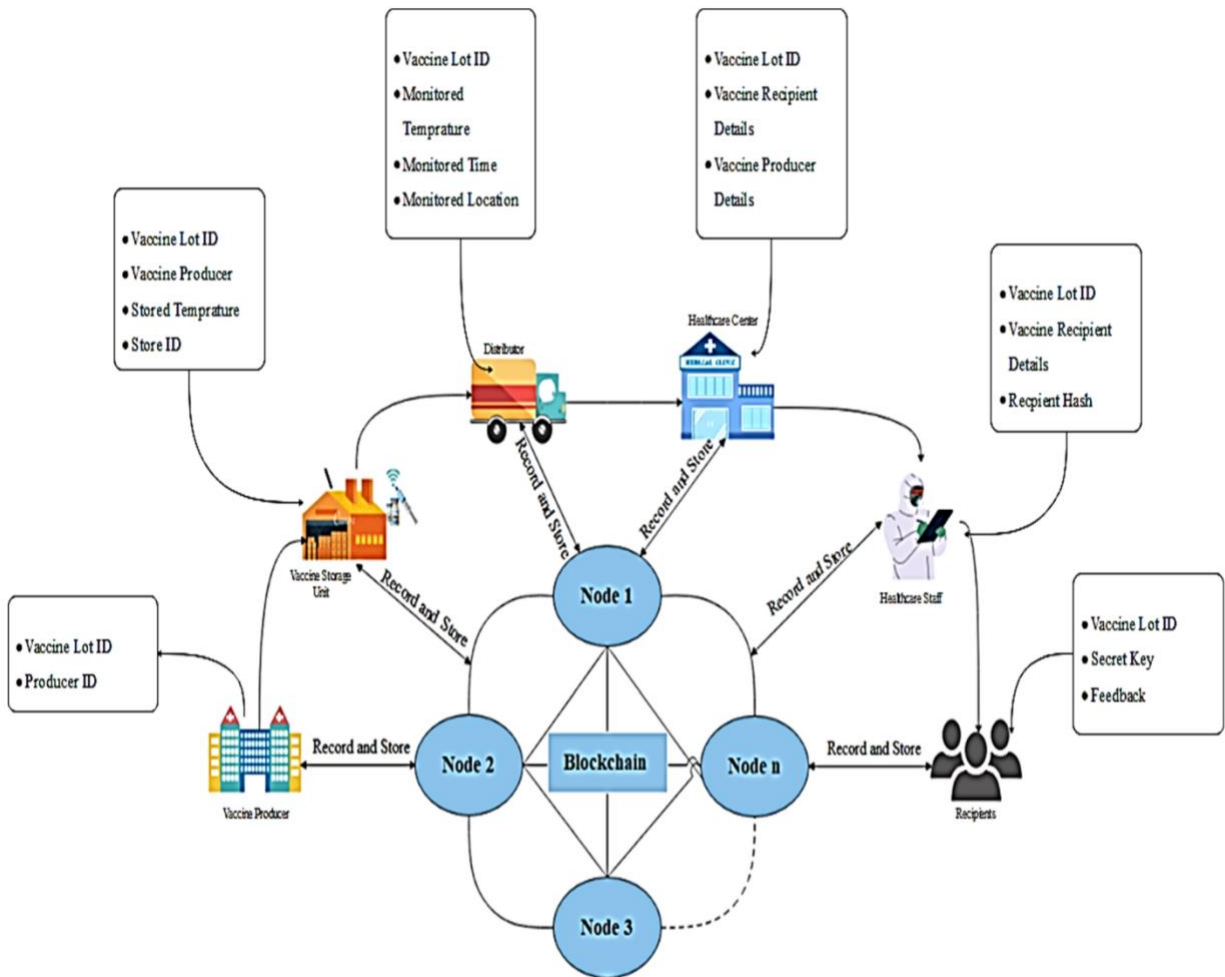 • Vaccine Lot ID
• Monitored
Temprature
• Monitored Time
• Monitored Location
• Vaccine Lot ID
• Vaccine Recipient
Details
• Vaccine Producer
Details
• Vaccine Lot ID
• Vaccine Producer
• Stored Temprature
• Store ID
• Vaccine Lot ID
• Vaccine Recipient
Details
• Recpient Hash
Distributor
Healthcare Center
MEDICAL CLINIC
Record and Store
Record and Store
Vaccine Storage
Unit
Record and Store
Record and Store
Healthcare Staff
• Vaccine Lot ID
• Producer ID
• Vaccine Lot ID
• Secret Key
• Feedback
Vaccine Producer
Record and Store
Node 1
Node 2
Blockchain
Node n
Record and Store
Recipients
Node 3